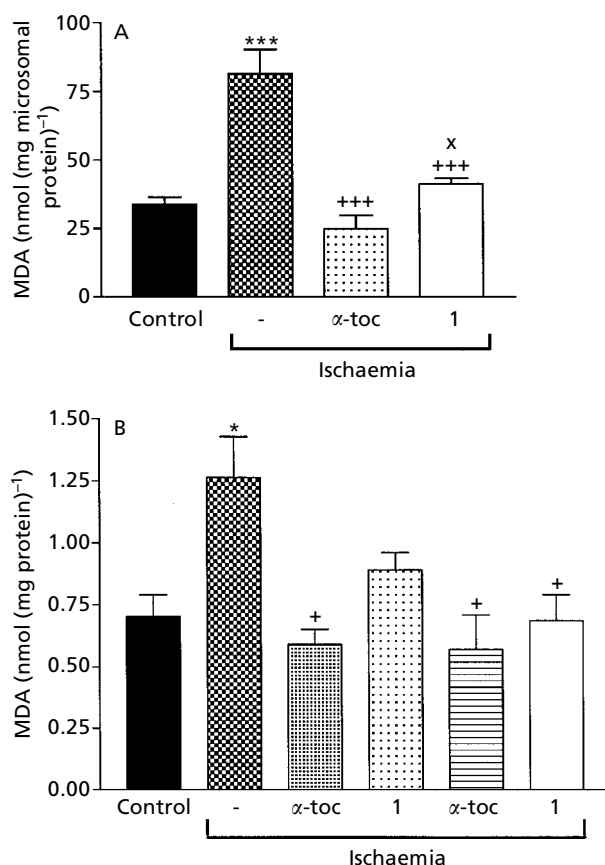 A
MDA (nmol (mg microsomal
protein)⁻¹
100
75
50
25
0
***
+++
x
+++
Control
-
α-toc
1
Ischaemia
B
MDA (nmol (mg protein)⁻¹
1.50
1.25
1.00
0.75
0.50
0.25
0.00
*
+
+
+
Control
-
α-toc
1
α-toc
1
Ischaemia